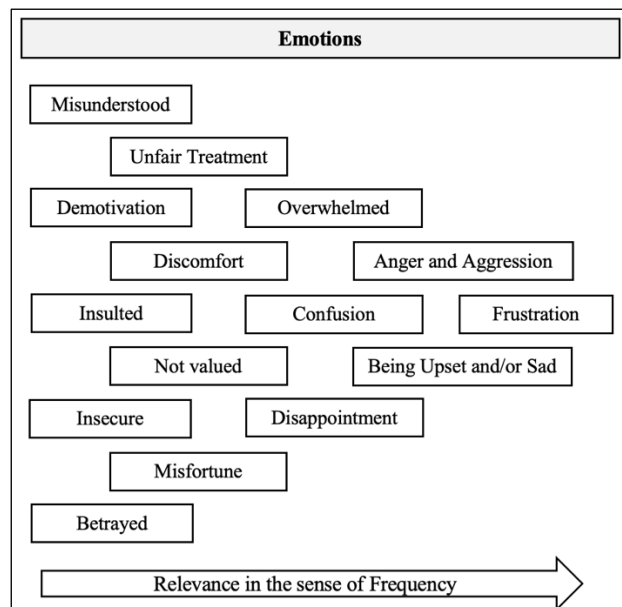 Emotions
Misunderstood
Unfair Treatment
Demotivation
Overwhelmed
Discomfort
Anger and Aggression
Insulted
Confusion
Frustration
Not valued
Being Upset and/or Sad
Insecure
Disappointment
Misfortune
Betrayed
Relevance in the sense of Frequency